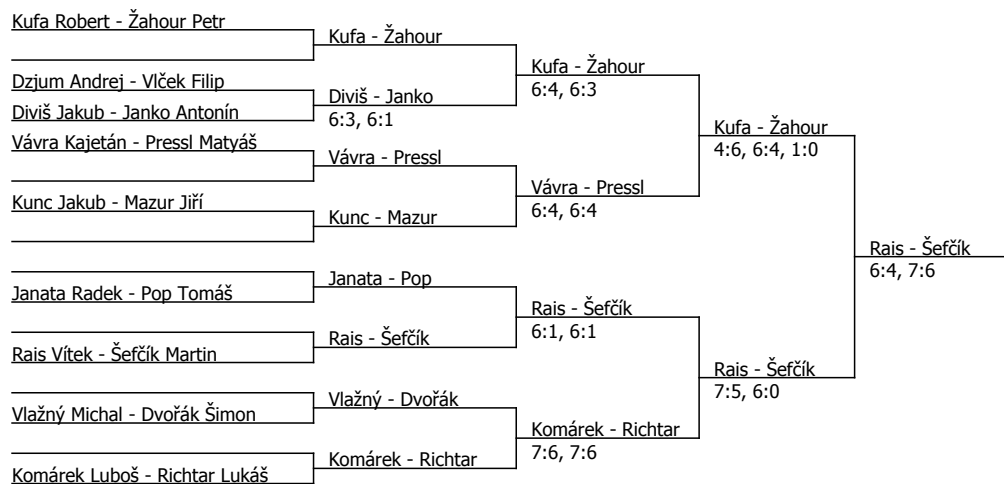 Kufa Robert - Žahour Petr
Dzjum Andrej - Vlček Filip
Diviš Jakub - Janko Antonín
Vávra Kajetán - Pressl Matyáš
Kunc Jakub - Mazur Jiří
Janata Radek - Pop Tomáš
Rais Vítek - Šefčík Martin
Vlažný Michal - Dvořák Šimon
Komárek Luboš - Richtar Lukáš
Kufa - Žahour
Diviš - Janko
6:3, 6:1
Vávra - Pressl
Kunc - Mazur
Janata - Pop
Rais - Šefčík
Vlažný - Dvořák
Komárek - Richtar
Kufa - Žahour
6:4, 6:3
Vávra - Pressl
6:4, 6:4
Rais - Šefčík
6:1, 6:1
Komárek - Richtar
7:6, 7:6
Kufa - Žahour
4:6, 6:4, 1:0
Rais - Šefčík
7:5, 6:0
Rais - Šefčík
6:4, 7:6